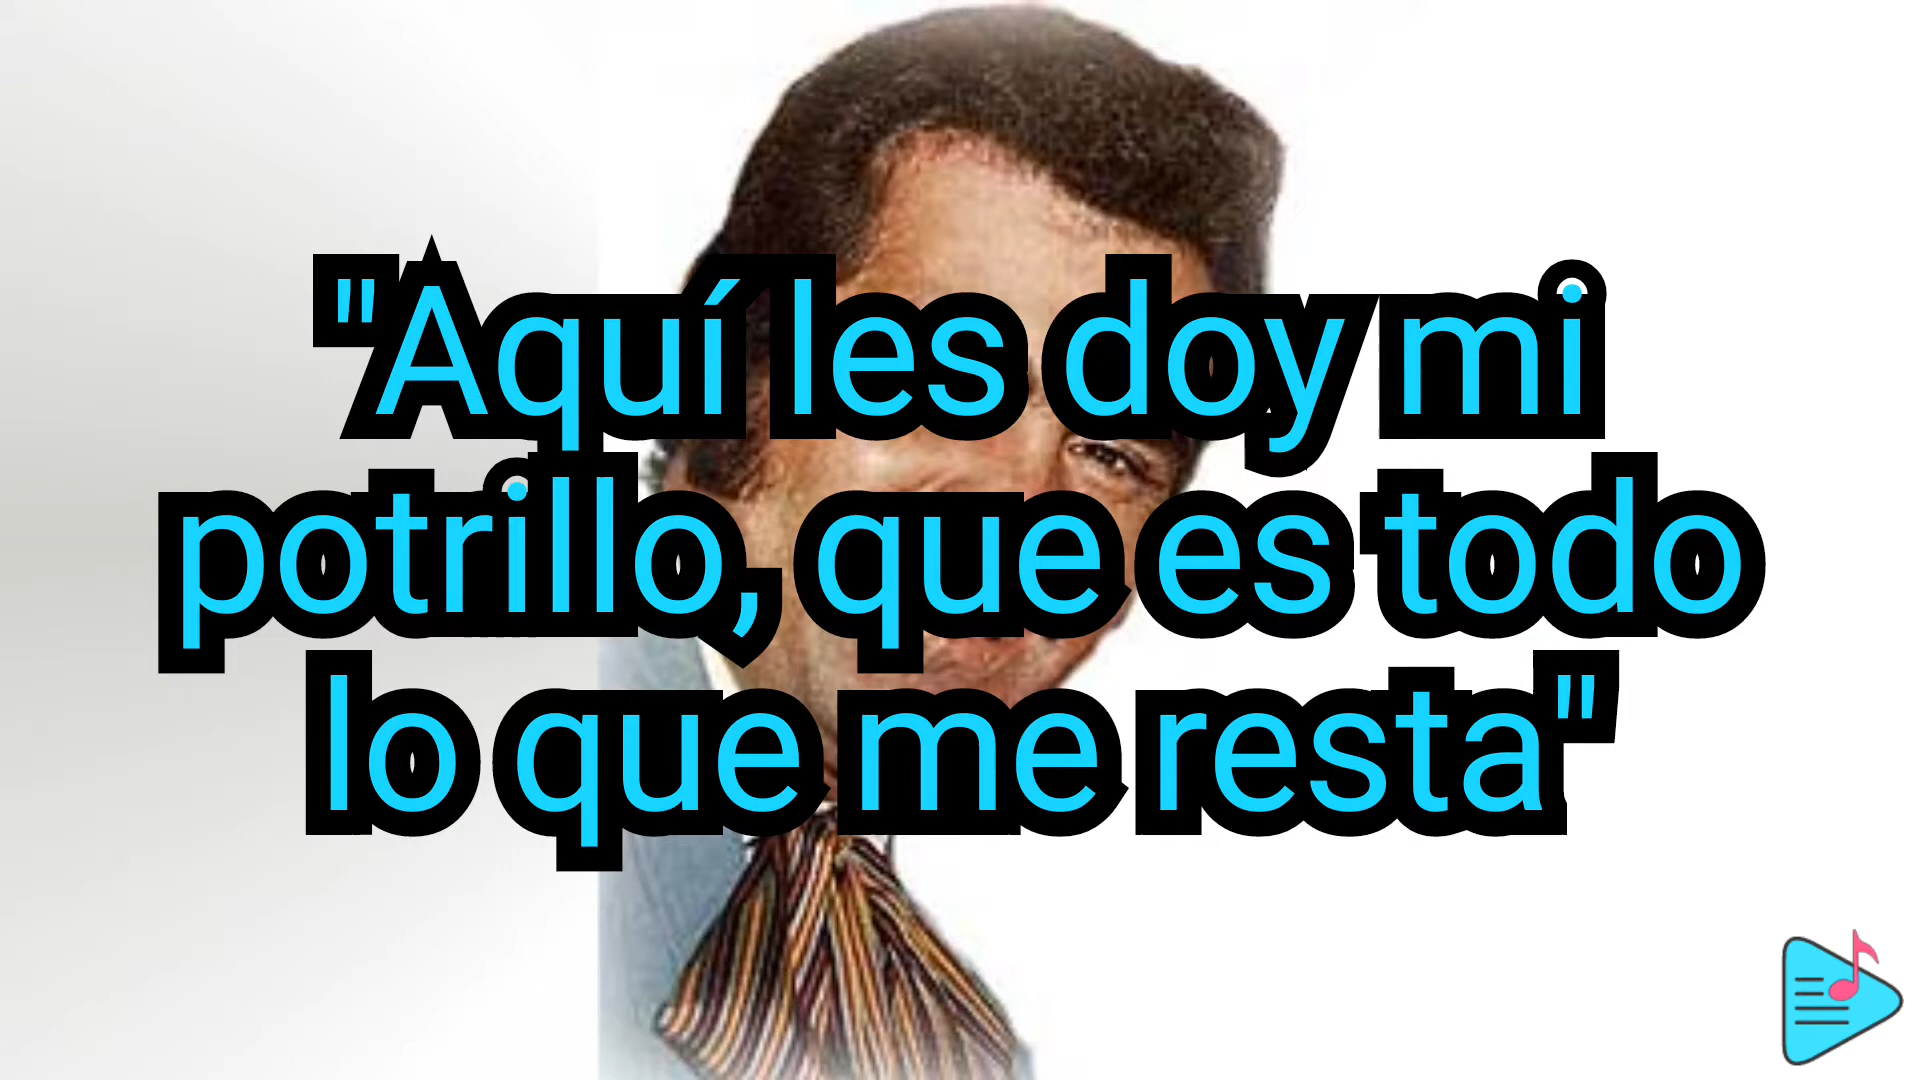 "Aquí les doy mi
potrillo, que es todo
lo que me resta"